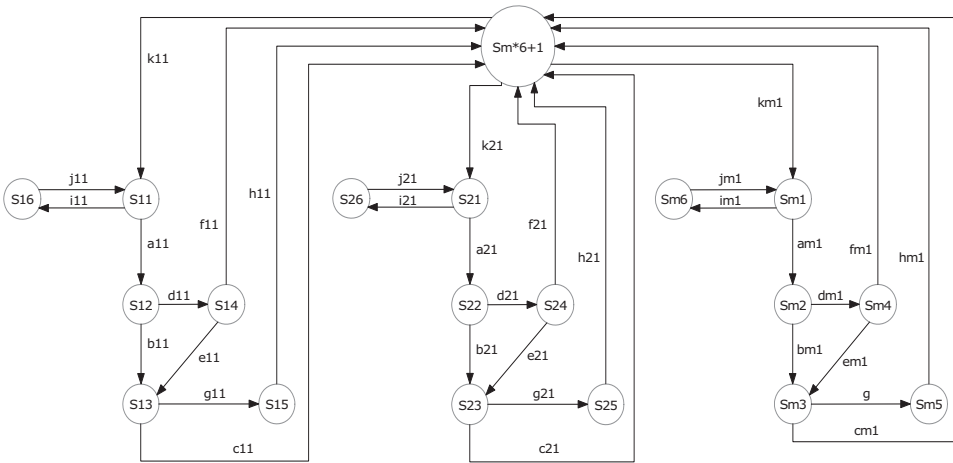 Sm*6+1
k11
km1
k21
j11
S16
S11
i11
h11
f11
j21
S26
S21
i21
f21
jm1
Sm6
Sm1
im1
a11
a21
h21
am1
fm1
hm1
S12
d11
S14
S22
d21
S24
Sm2
dm1
Sm4
b11
e11
b21
e21
bm1
em1
S13
g11
S15
S23
g21
S25
Sm3
g
Sm5
c11
c21
cm1